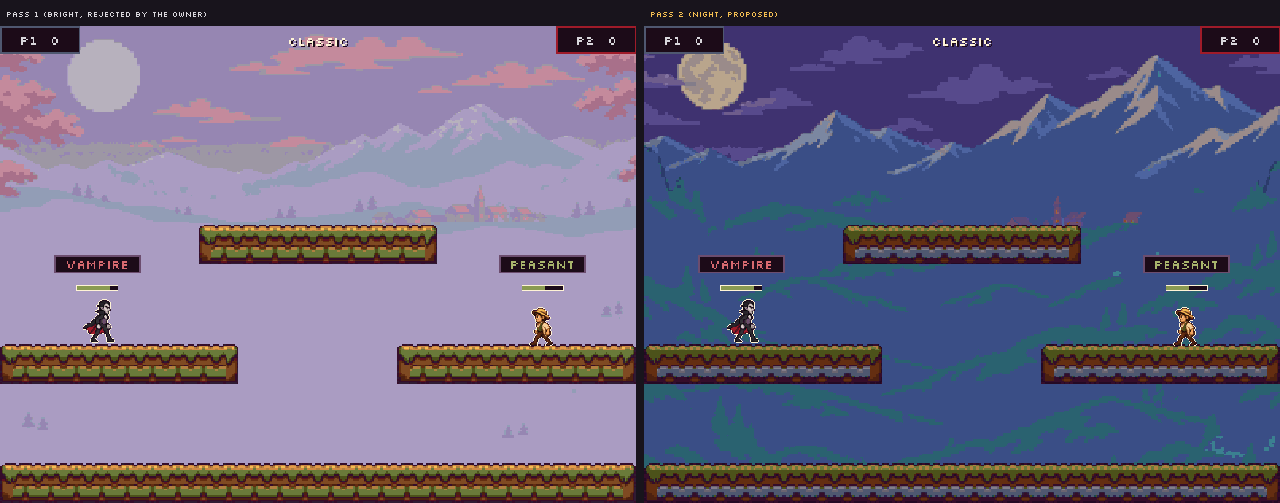 PASS 1 (BRIGHT, REJECTED BY THE OWNER)
PASS 2 (NIGHT, PROPOSED)
P1 0
CLASSIC
P2 0
P1 0
CLASSIC
P2 0
VAMPIRE
PEASANT
VAMPIRE
PEASANT